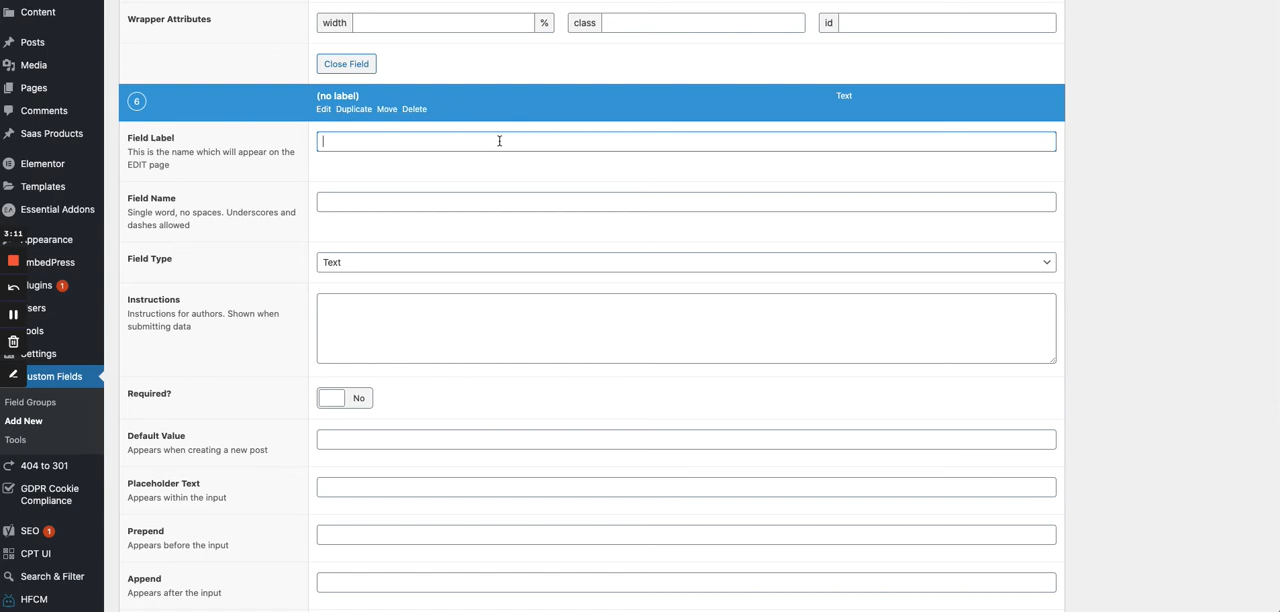 Content
Posts
Media
Pages
Comments
Saas Products
Elementor
Templates
Essential Addons
3:11
ppearance
mbedPress
lugins 1
sers
ools
ettings
ustom Fields
Field Groups
Add New
Tools
404 to 301
GDPR Cookie
Compliance
SEO 1
CPT UI
Search & Filter
HFCM
Wrapper Attributes
width % class id
Close Field
6 (no label) Text
Edit Duplicate Move Delete
Field Label
This is the name which will appear on the
EDIT page
Field Name
Single word, no spaces. Underscores and
dashes allowed
Field Type
Text
Instructions
Instructions for authors. Shown when
submitting data
Required?
No
Default Value
Appears when creating a new post
Placeholder Text
Appears within the input
Prepend
Appears before the input
Append
Appears after the input